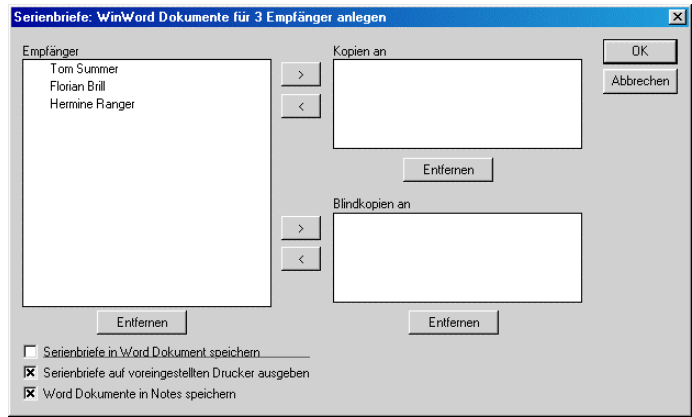 Serienbriefe: WinWord Dokumente für 3 Empfänger anlegen
Empfänger
Tom Summer
Florian Brill
Hermine Ranger
>
<
Entfernen
Kopien an
Entfernen
>
<
Blindkopien an
Entfernen
OK
Abbrechen
Serienbriefe in Word Dokument speichern
Serienbriefe auf voreingestellten Drucker ausgeben
Word Dokumente in Notes speichern